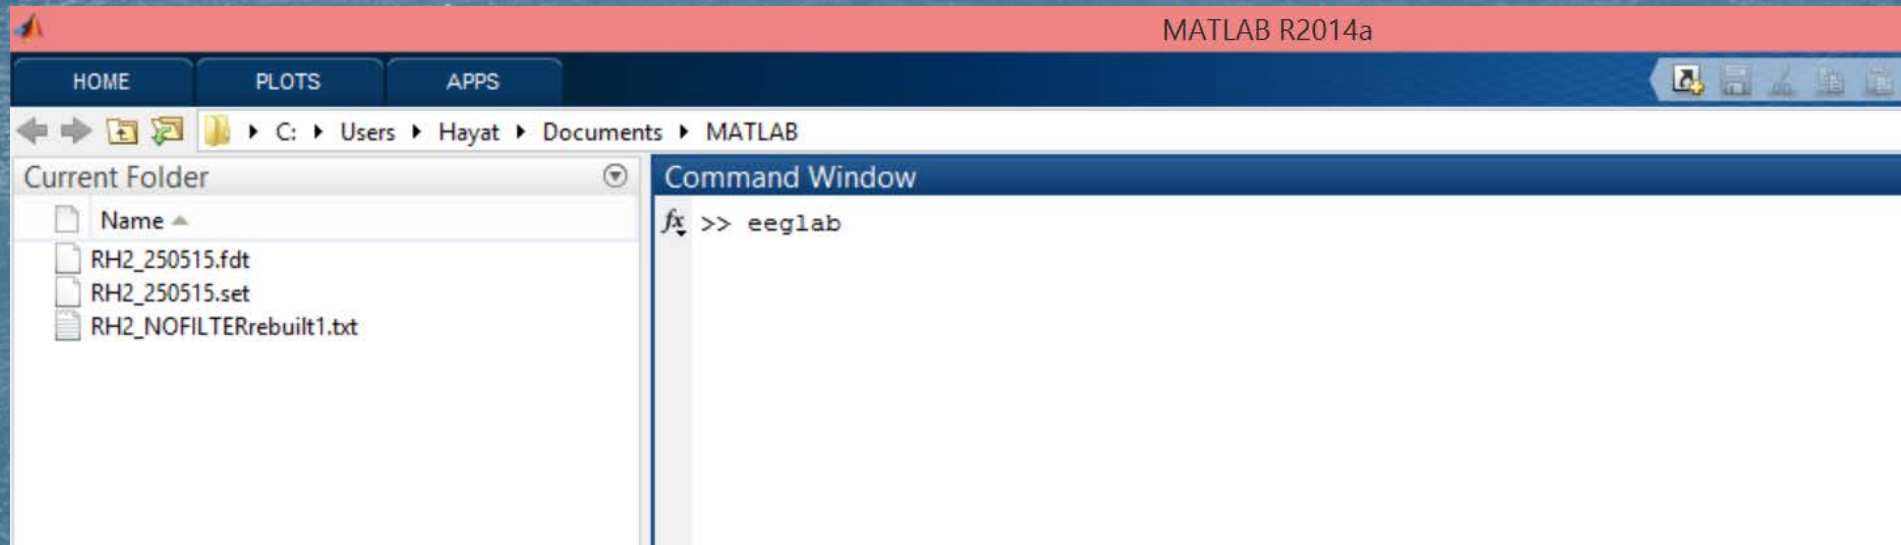 MATLAB R2014a
HOME PLOTS APPS
C: Users Hayat Documents MATLAB
Current Folder
Name
RH2_250515.fdt
RH2_250515.set
RH2_NOFILTERrebuilt1.txt
Command Window
fx >> eeglab